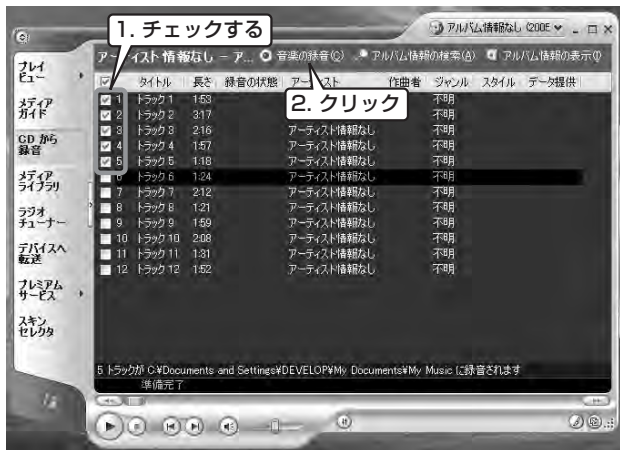 1. チェックする
アルバム情報なし (200E
アーティスト情報なし - ア... 音楽の録音(C) アルバム情報の検索(A) アルバム情報の表示(I)
タイトル 長さ 録音の状態 アーティスト 作曲者 ジャンル スタイル データ提供
2. クリック
1 トラック 1 1:53 不明
2 トラック 2 3:17 不明
3 トラック 3 2:16 アーティスト情報なし 不明
4 トラック 4 1:57 アーティスト情報なし 不明
5 トラック 5 1:18 アーティスト情報なし 不明
6 トラック 6 1:24 アーティスト情報なし 不明
7 トラック 7 2:12 アーティスト情報なし 不明
8 トラック 8 1:21 アーティスト情報なし 不明
9 トラック 9 1:59 アーティスト情報なし 不明
10 トラック 10 2:08 アーティスト情報なし 不明
11 トラック 11 1:31 アーティスト情報なし 不明
12 トラック 12 1:52 アーティスト情報なし 不明
プレイ
ビュー
メディア
ガイド
CD から
録音
メディア
ライブラリ
ラジオ
チューナー
デバイスへ
転送
プレミアム
サービス
スキン
セレクタ
5 トラックが C:¥Documents and Settings¥DEVELOP¥My Documents¥My Music に録音されます
準備完了